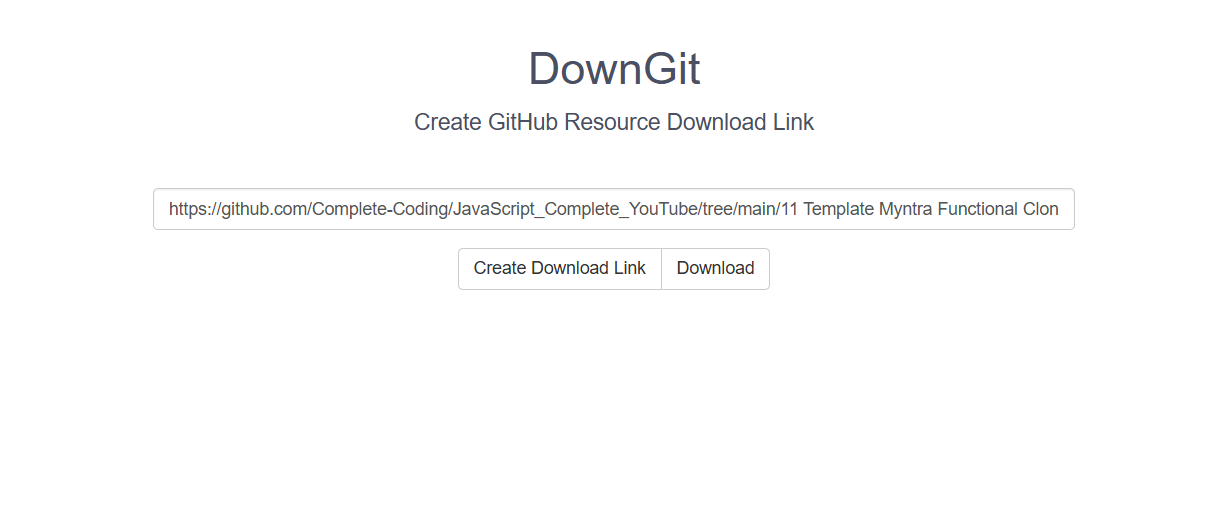 DownGit
Create GitHub Resource Download Link
https://github.com/Complete-Coding/JavaScript_Complete_YouTube/tree/main/11 Template Myntra Functional Clon
Create Download Link
Download